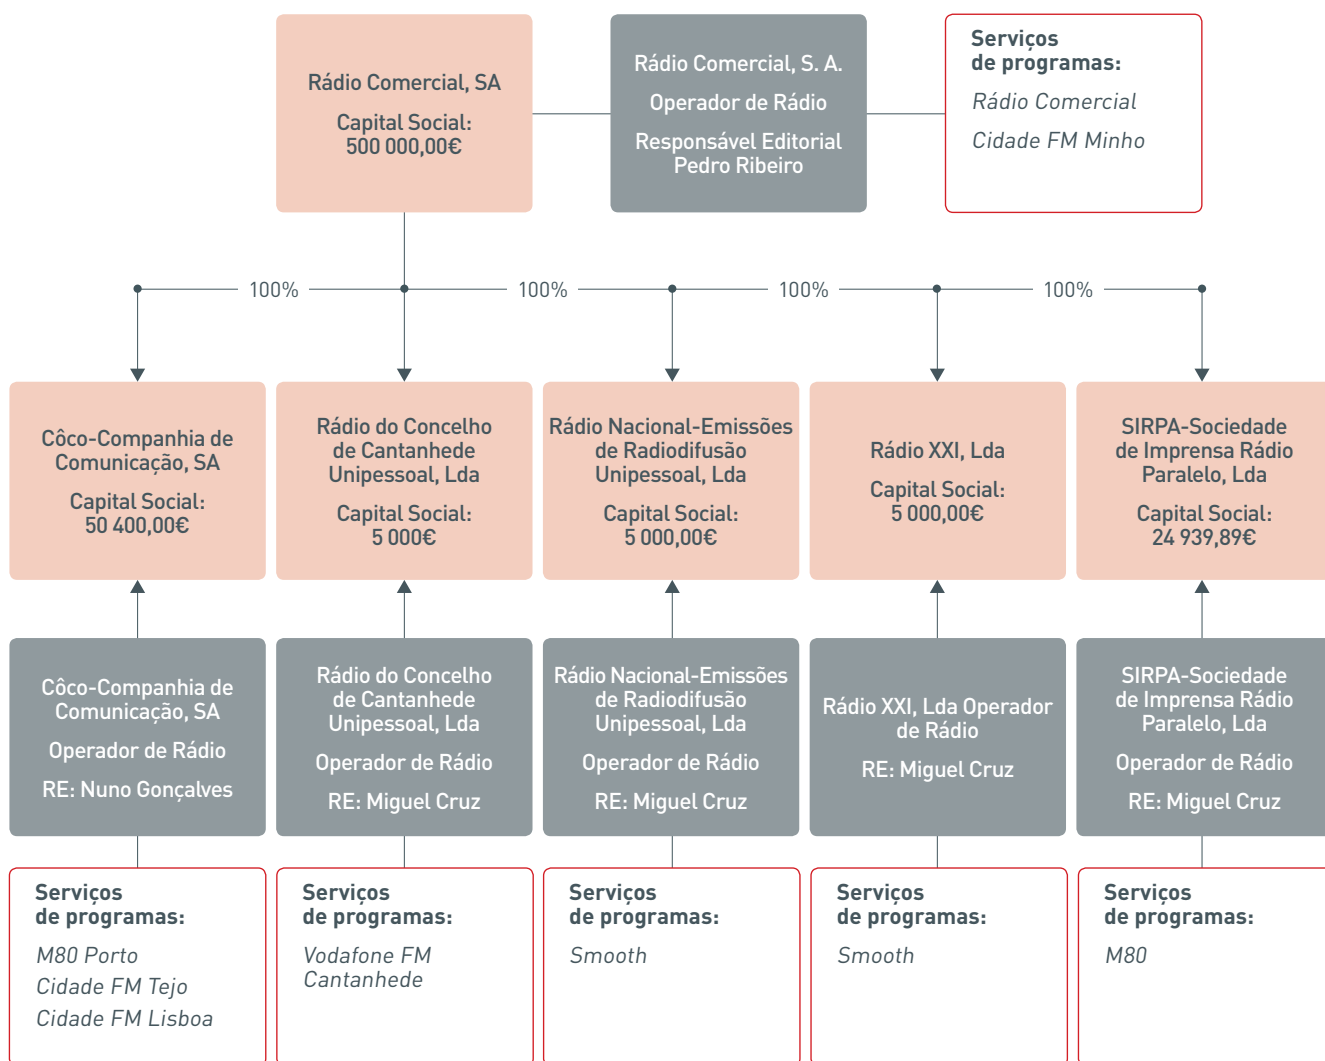 Rádio Comercial, SA
Capital Social:
500 000,00€
Rádio Comercial, S. A.
Operador de Rádio
Responsável Editorial
Pedro Ribeiro
Serviços
de programas:
Rádio Comercial
Cidade FM Minho
100%
100%
100%
100%
Côco-Companhia de
Comunicação, SA
Capital Social:
50 400,00€
Rádio do Concelho
de Cantanhede
Unipessoal, Lda
Capital Social:
5 000€
Rádio Nacional-Emissões
de Radiodifusão
Unipessoal, Lda
Capital Social:
5 000,00€
Rádio XXI, Lda
Capital Social:
5 000,00€
SIRPA-Sociedade
de Imprensa Rádio
Paralelo, Lda
Capital Social:
24 939,89€
Côco-Companhia de
Comunicação, SA
Operador de Rádio
RE: Nuno Gonçalves
Rádio do Concelho
de Cantanhede
Unipessoal, Lda
Operador de Rádio
RE: Miguel Cruz
Rádio Nacional-Emissões
de Radiodifusão
Unipessoal, Lda
Operador de Rádio
RE: Miguel Cruz
Rádio XXI, Lda Operador
de Rádio
RE: Miguel Cruz
SIRPA-Sociedade
de Imprensa Rádio
Paralelo, Lda
Operador de Rádio
RE: Miguel Cruz
Serviços
de programas:
M80 Porto
Cidade FM Tejo
Cidade FM Lisboa
Serviços
de programas:
Vodafone FM
Cantanhede
Serviços
de programas:
Smooth
Serviços
de programas:
Smooth
Serviços
de programas:
M80